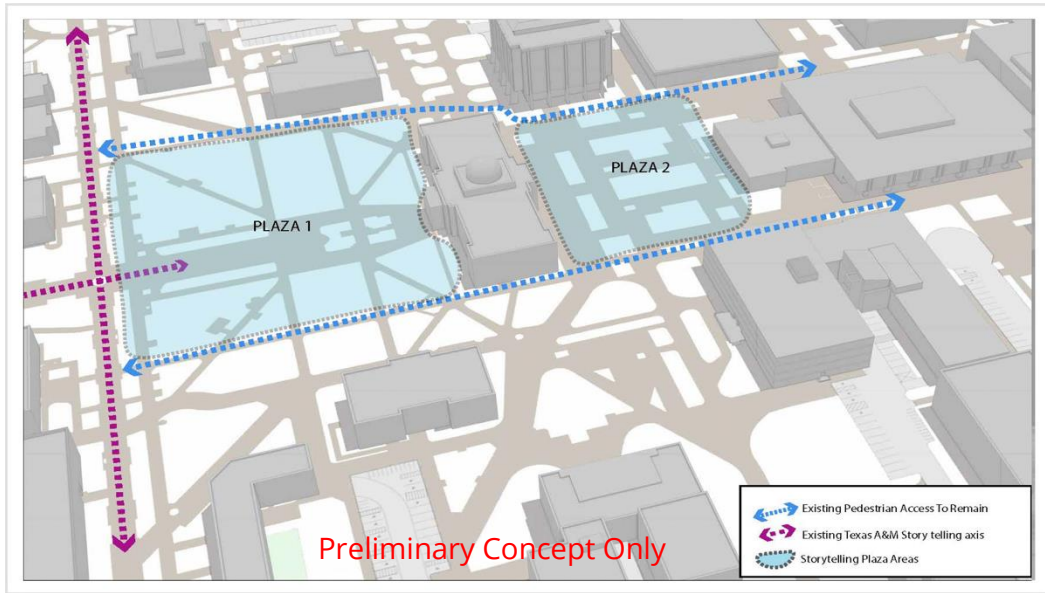 PLAZA 2
PLAZA 1
Existing Pedestrian Access To Remain
Existing Texas A&M Story telling axis
Storytelling Plaza Areas
Preliminary Concept Only